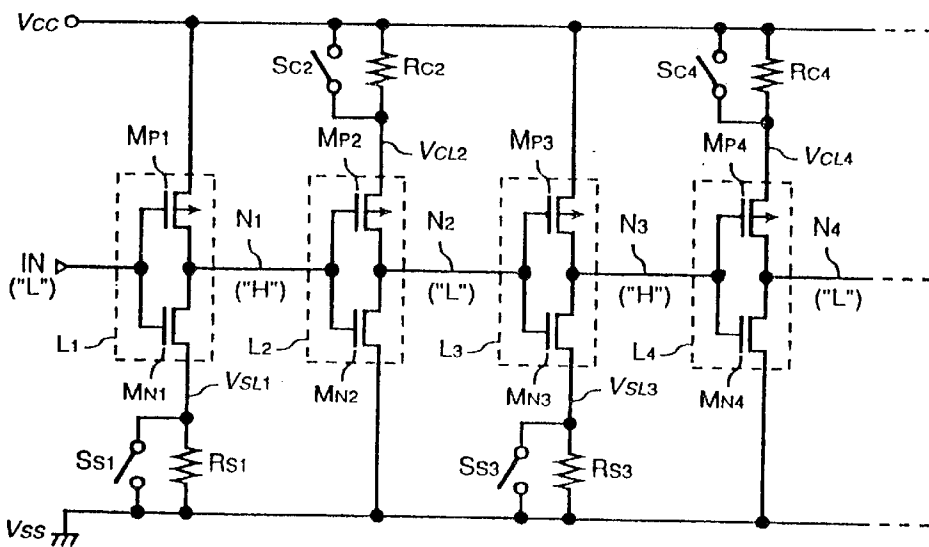 VCC
SC2
RC2
SC4
RC4
MP1
MP2
VCL2
MP3
MP4
VCL4
N1
N2
N3
N4
IN
("L")
("H")
("L")
("H")
("L")
L1
L2
L3
L4
MN1
VSL1
MN2
MN3
VSL3
MN4
SS1
RS1
SS3
RS3
VSS